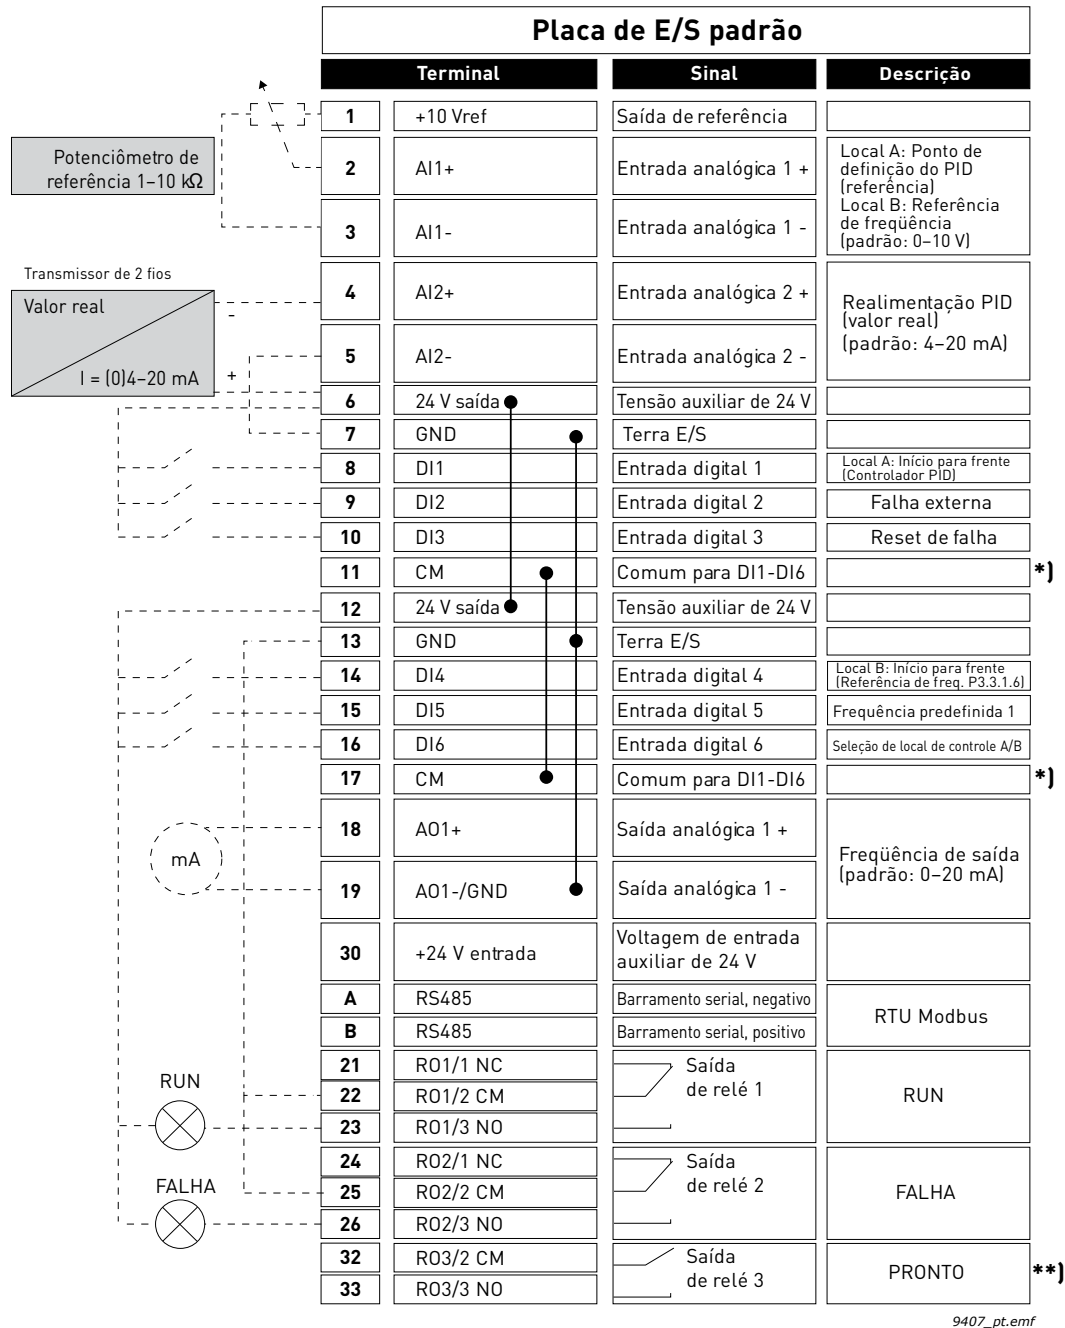 Placa de E/S padrão
Terminal Sinal Descrição
1 +10 Vref Saída de referência
Potenciômetro de
referência 1–10 kΩ
2 AI1+ Entrada analógica 1 +
3 AI1- Entrada analógica 1 -
Local A: Ponto de
definição do PID
(referência)
Local B: Referência
de freqüência
(padrão: 0–10 V)
Transmissor de 2 fios
Valor real
-
I = (0)4–20 mA
+
4 AI2+ Entrada analógica 2 +
5 AI2- Entrada analógica 2 -
Realimentação PID
(valor real)
(padrão: 4–20 mA)
6 24 V saída Tensão auxiliar de 24 V
7 GND Terra E/S
8 DI1 Entrada digital 1
Local A: Início para frente
(Controlador PID)
9 DI2 Entrada digital 2 Falha externa
10 DI3 Entrada digital 3 Reset de falha
11 CM Comum para DI1-DI6 *)
12 24 V saída Tensão auxiliar de 24 V
13 GND Terra E/S
14 DI4 Entrada digital 4
Local B: Início para frente
(Referência de freq. P3.3.1.6)
15 DI5 Entrada digital 5 Frequência predefinida 1
16 DI6 Entrada digital 6 Seleção de local de controle A/B
17 CM Comum para DI1-DI6 *)
mA
18 AO1+ Saída analógica 1 +
19 AO1-/GND Saída analógica 1 -
Freqüência de saída
(padrão: 0–20 mA)
30 +24 V entrada
Voltagem de entrada
auxiliar de 24 V
A RS485 Barramento serial, negativo
B RS485 Barramento serial, positivo
RTU Modbus
RUN
21 RO1/1 NC
22 RO1/2 CM
23 RO1/3 NO
Saída
de relé 1
RUN
FALHA
24 RO2/1 NC
25 RO2/2 CM
26 RO2/3 NO
Saída
de relé 2
FALHA
32 RO3/2 CM
33 RO3/3 NO
Saída
de relé 3
PRONTO **)
9407_pt.emf